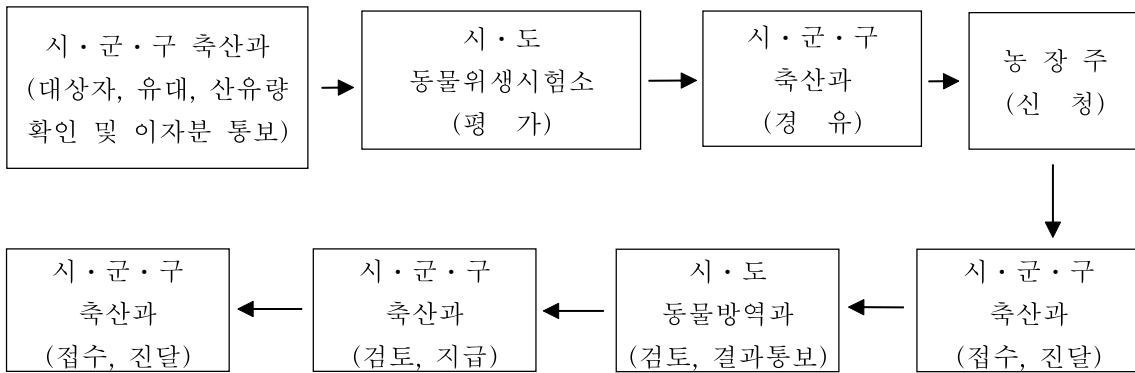 시・군・구 축산과
(대상자, 유대, 산유량
확인 및 이자분 통보)
시・도
동물위생시험소
(평 가)
시・군・구
축산과
(경 유)
농 장 주
(신 청)
시・군・구
축산과
(접수, 진달)
시・군・구
축산과
(검토, 지급)
시・도
동물방역과
(검토, 결과통보)
시・군・구
축산과
(접수, 진달)